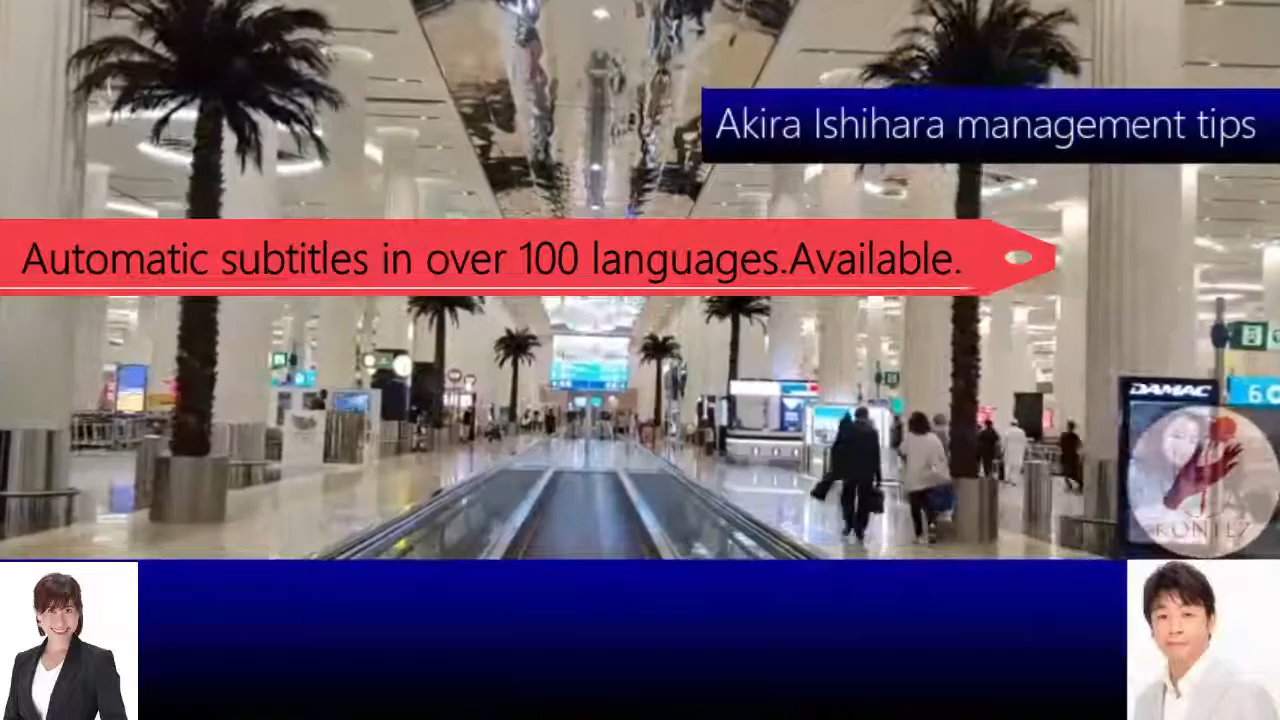 Akira Ishihara management tips
Automatic subtitles in over 100 languages.Available.
DAMAC